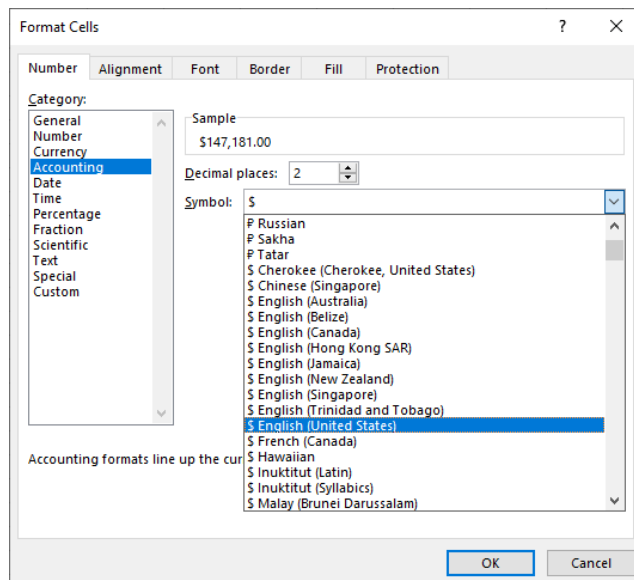 Format Cells
Number Alignment Font Border Fill Protection
Category:
General
Number
Currency
Accounting
Date
Time
Percentage
Fraction
Scientific
Text
Special
Custom
Sample
$147,181.00
Decimal places: 2
Symbol: $
₽ Russian
₽ Sakha
₽ Tatar
$ Cherokee (Cherokee, United States)
$ Chinese (Singapore)
$ English (Australia)
$ English (Belize)
$ English (Canada)
$ English (Hong Kong SAR)
$ English (Jamaica)
$ English (New Zealand)
$ English (Singapore)
$ English (Trinidad and Tobago)
$ English (United States)
$ French (Canada)
$ Hawaiian
$ Inuktitut (Latin)
$ Inuktitut (Syllabics)
$ Malay (Brunei Darussalam)
Accounting formats line up the cur
OK Cancel